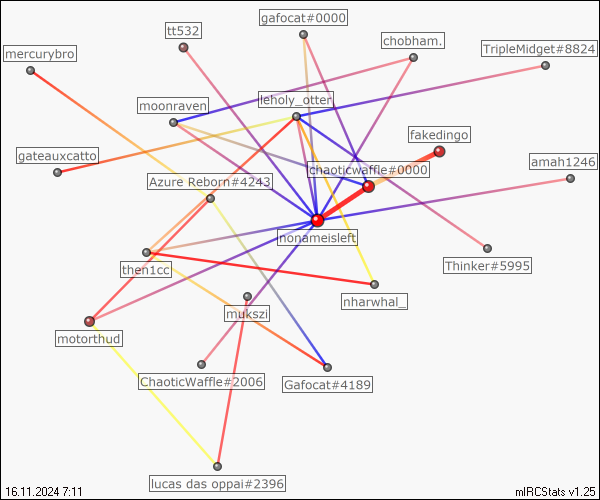 gafocat#0000
tt532
chobham.
mercurybro
TripleMidget#8824
leholy_otter
moonraven
fakedingo
gateauxcatto
chaoticwaffle#0000
amah1246
Azure Reborn#4243
nonameisleft
Thinker#5995
then1cc
nharwhal_
mukszi
motorthud
ChaoticWaffle#2006
Gafocat#4189
lucas das oppai#2396
16.11.2024 7:11
mIRCStats v1.25